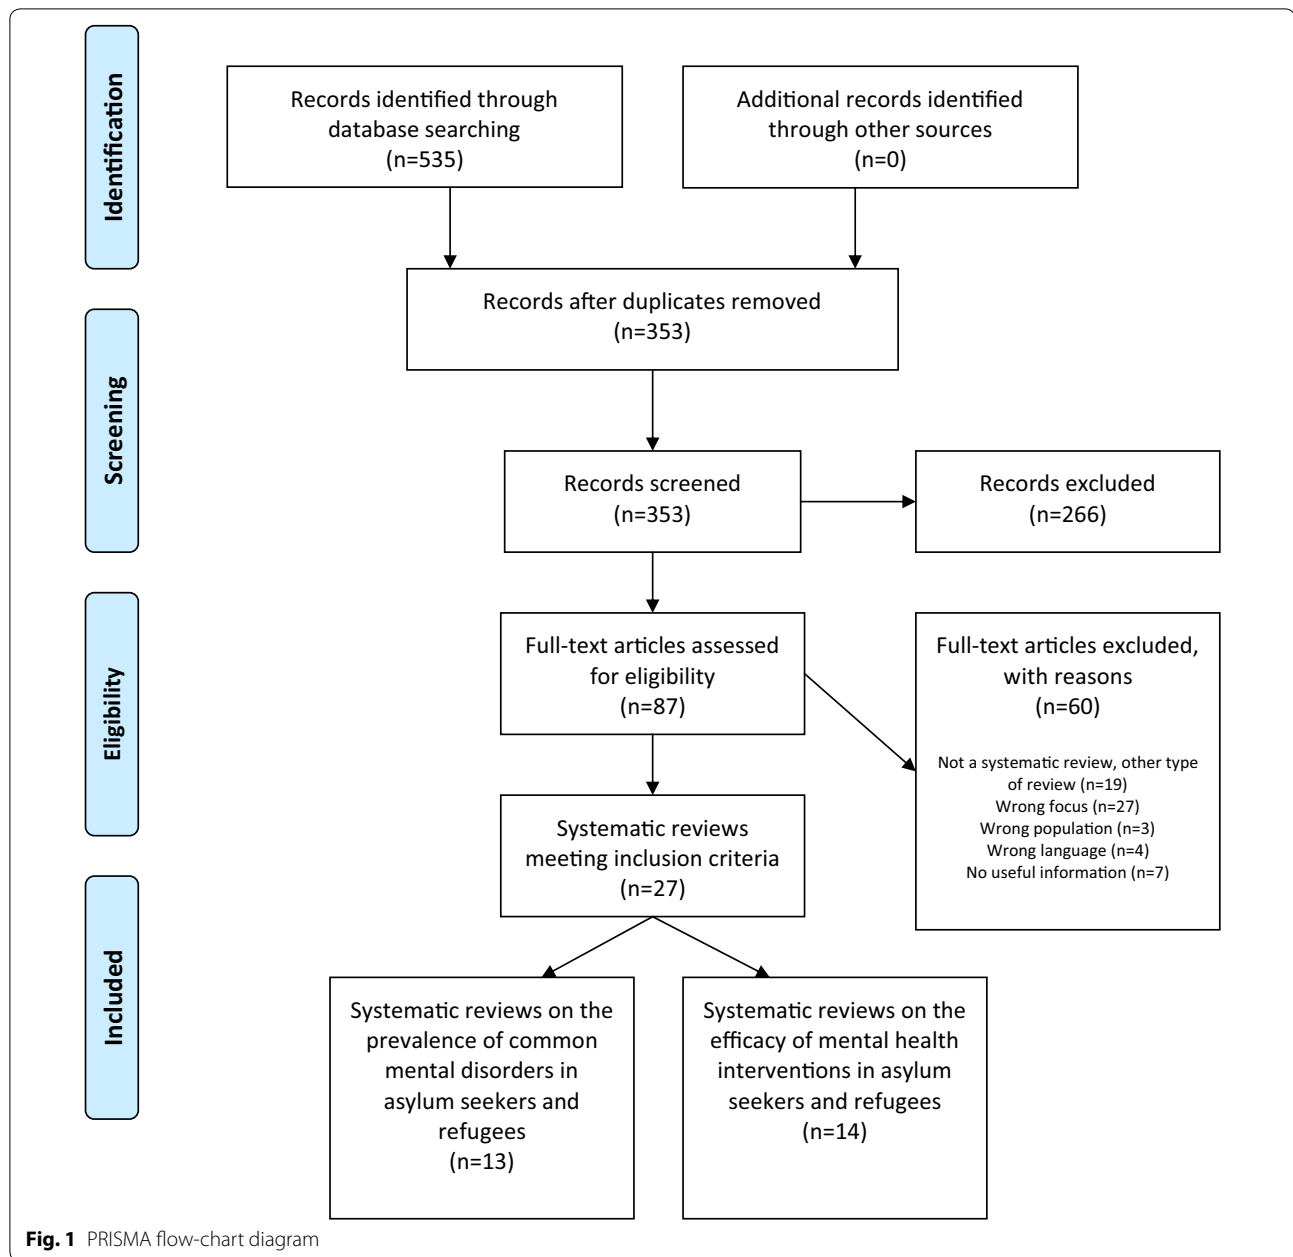 Identification
Records identified through
database searching
(n=535)
Additional records identified
through other sources
(n=0)
Records after duplicates removed
(n=353)
Screening
Records screened
(n=353)
Records excluded
(n=266)
Eligibility
Full-text articles assessed
for eligibility
(n=87)
Full-text articles excluded,
with reasons
(n=60)
Not a systematic review, other type
of review (n=19)
Wrong focus (n=27)
Wrong population (n=3)
Wrong language (n=4)
No useful information (n=7)
Systematic reviews
meeting inclusion criteria
(n=27)
Included
Systematic reviews on the
prevalence of common
mental disorders in
asylum seekers and
refugees
(n=13)
Systematic reviews on the
efficacy of mental health
interventions in asylum
seekers and refugees
(n=14)
Fig. 1 PRISMA flow-chart diagram